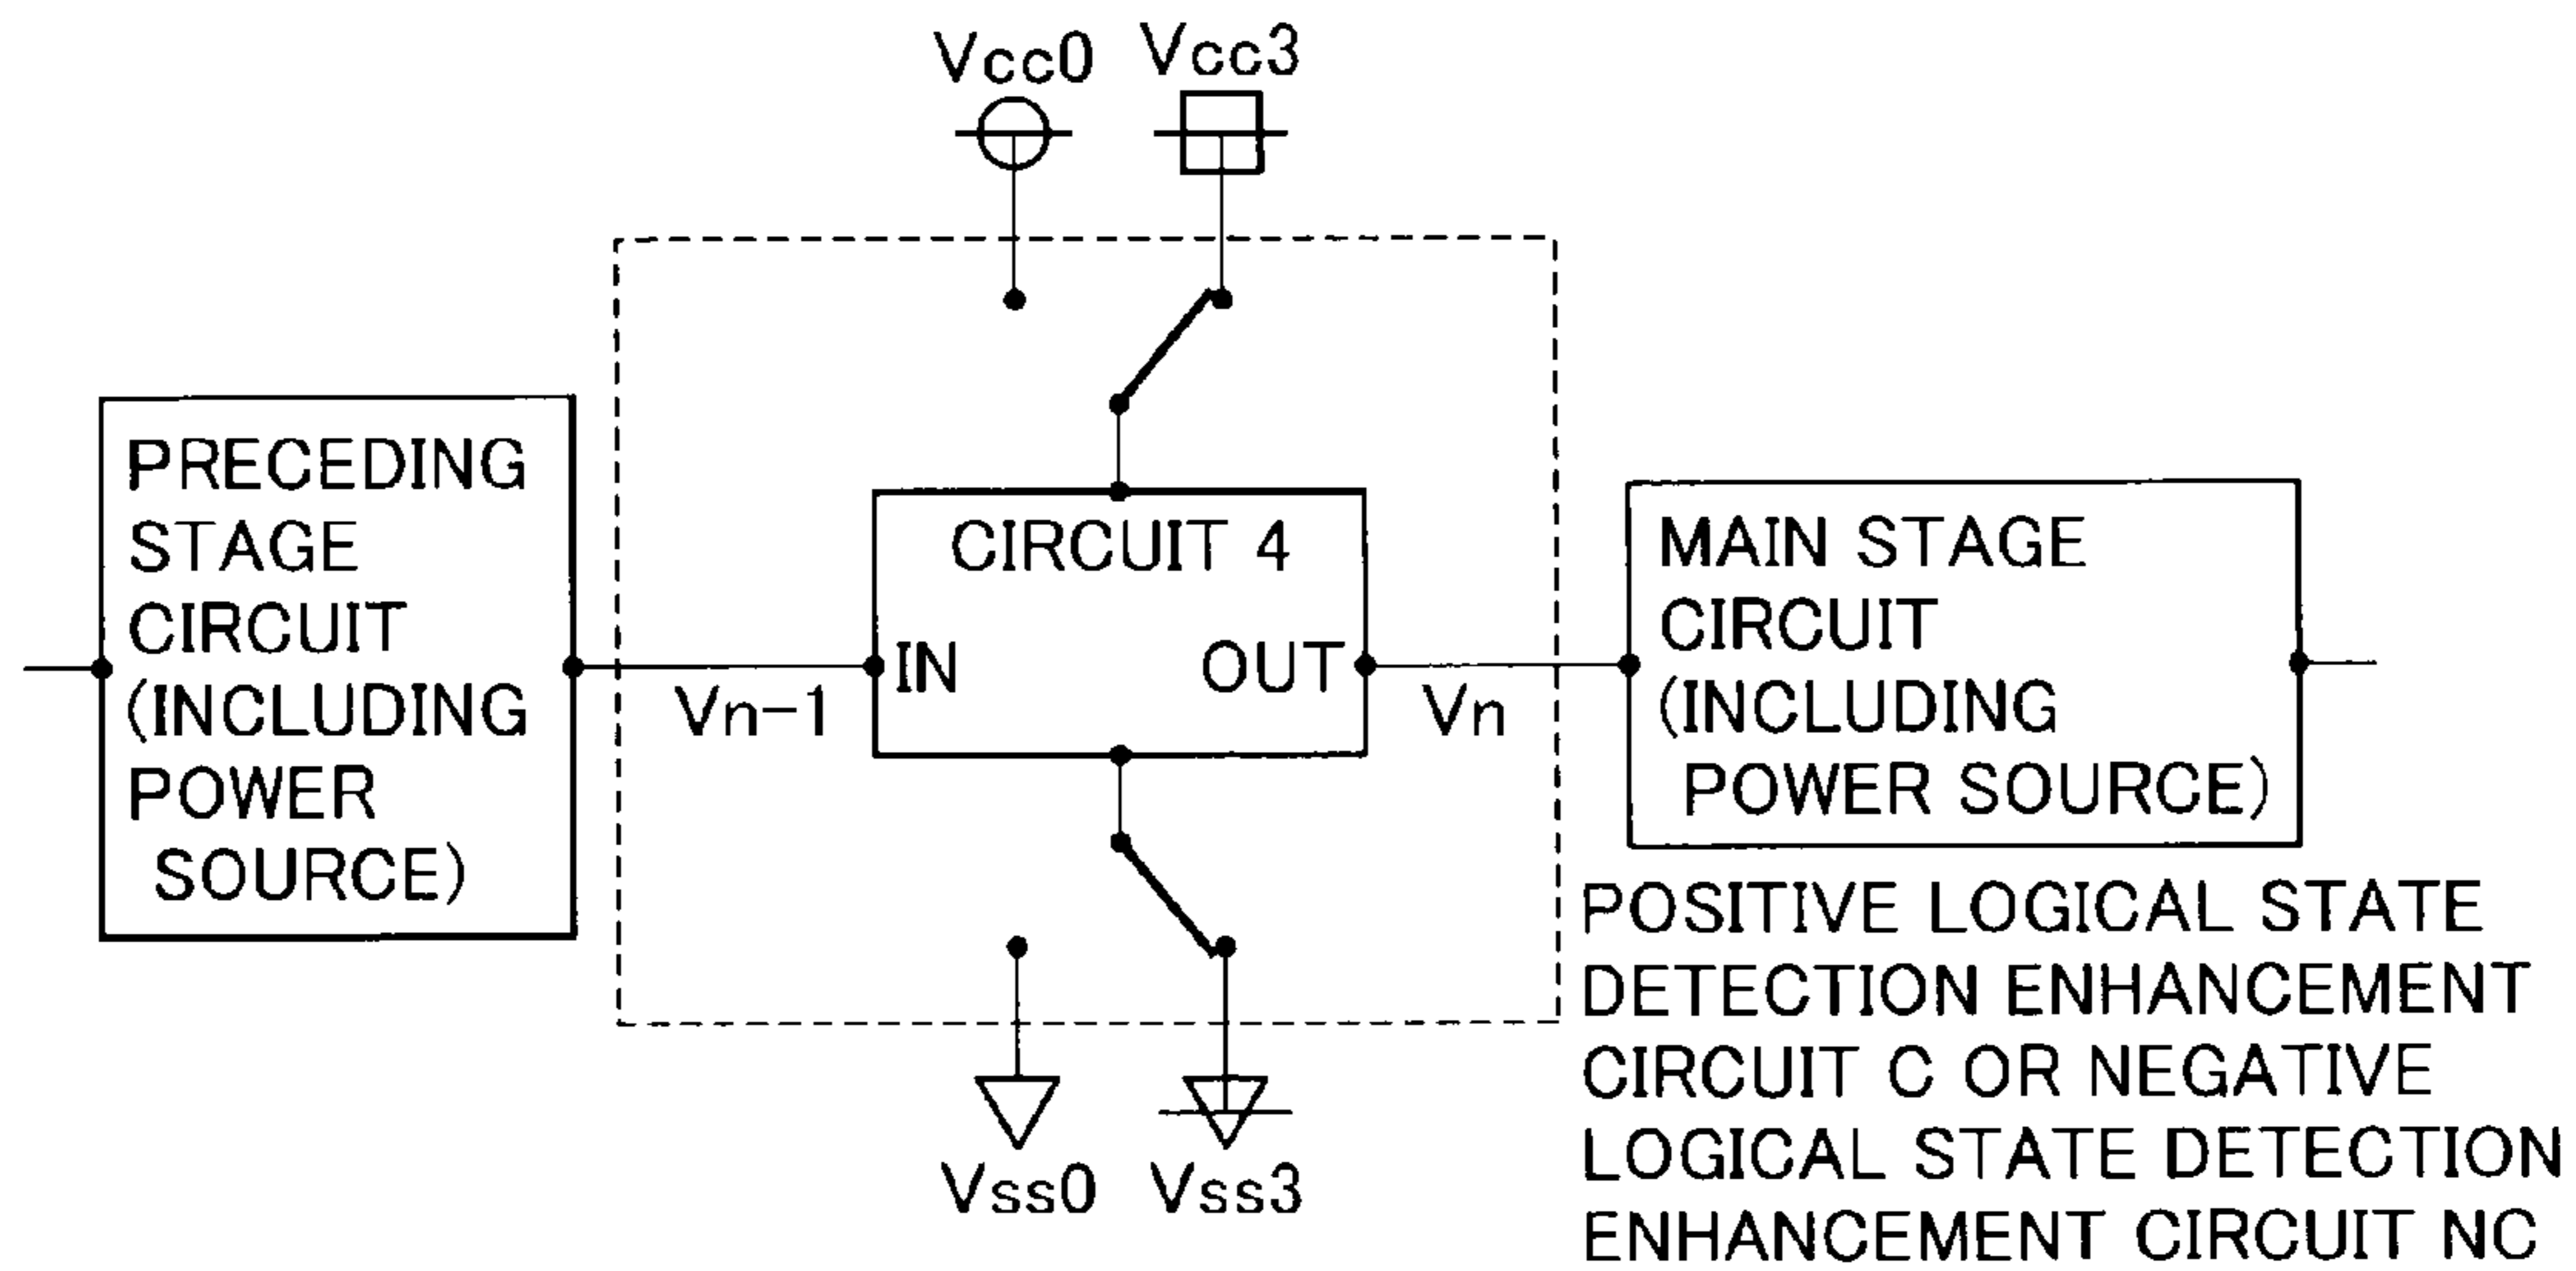 Vcc0 Vcc3
PRECEDING
STAGE
CIRCUIT
(INCLUDING
POWER
SOURCE)
CIRCUIT 4
IN OUT
Vn-1
Vn
MAIN STAGE
CIRCUIT
(INCLUDING
POWER SOURCE)
Vss0 Vss3
POSITIVE LOGICAL STATE
DETECTION ENHANCEMENT
CIRCUIT C OR NEGATIVE
LOGICAL STATE DETECTION
ENHANCEMENT CIRCUIT NC